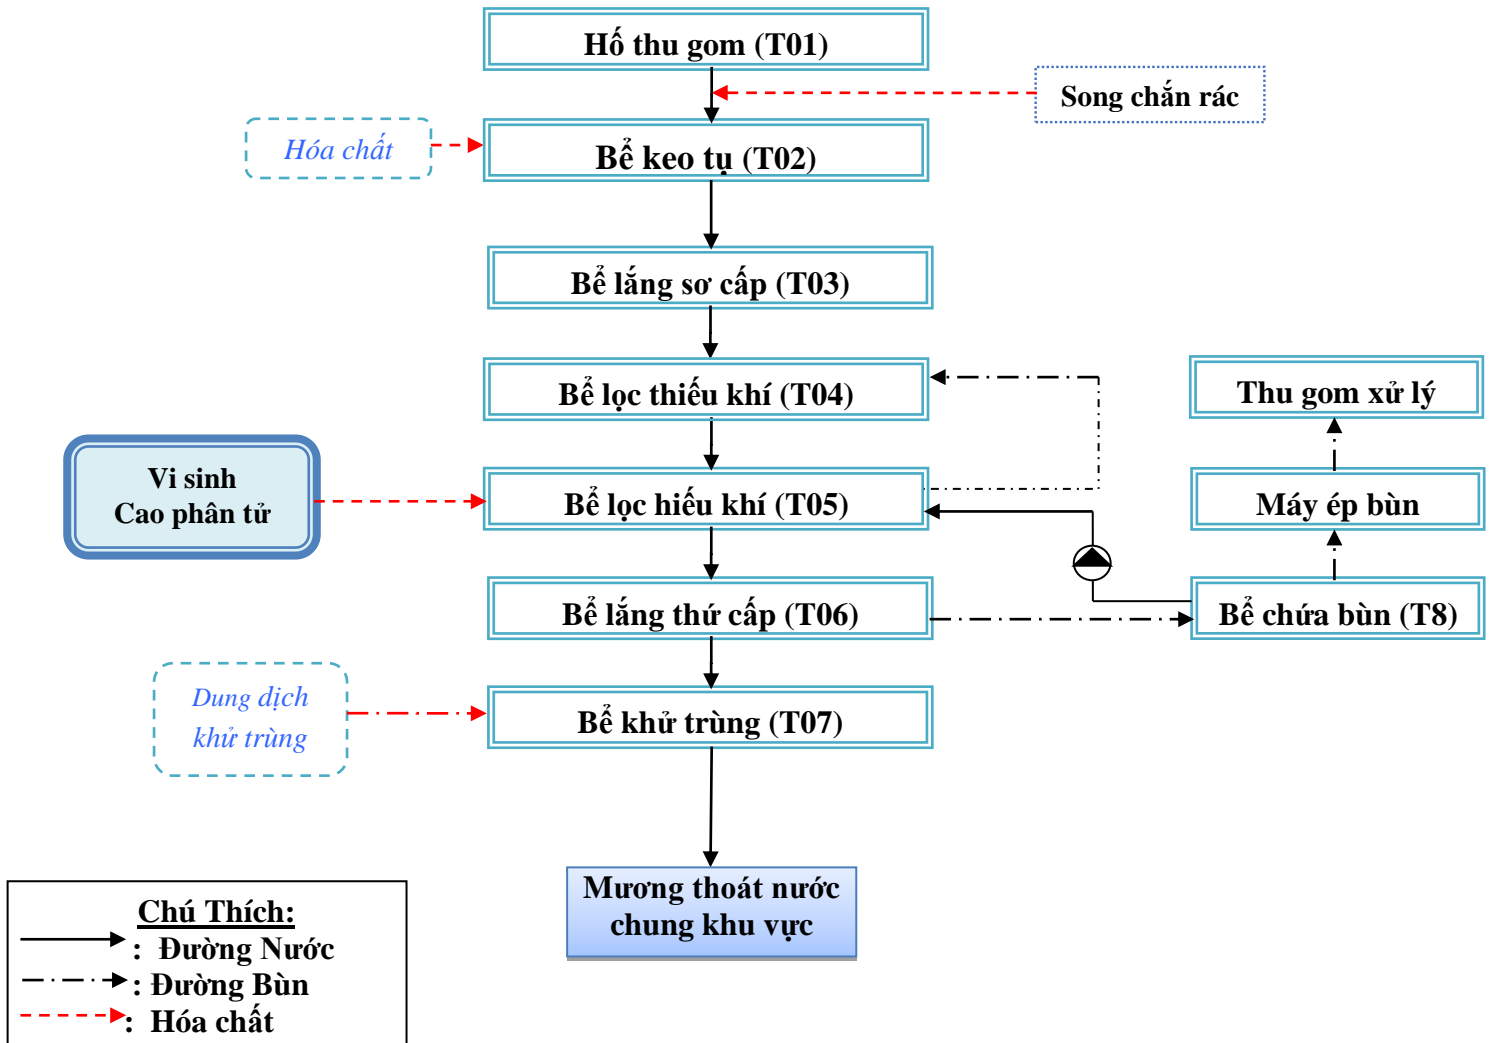 Hố thu gom (T01)
Song chắn rác
Hóa chất
Bể keo tụ (T02)
Bể lắng sơ cấp (T03)
Bể lọc thiếu khí (T04)
Thu gom xử lý
Vi sinh
Cao phân tử
Bể lọc hiếu khí (T05)
Máy ép bùn
Bể lắng thứ cấp (T06)
Bể chứa bùn (T8)
Dung dịch
khử trùng
Bể khử trùng (T07)
Mương thoát nước
chung khu vực
Chú Thích:
: Đường Nước
: Đường Bùn
: Hóa chất